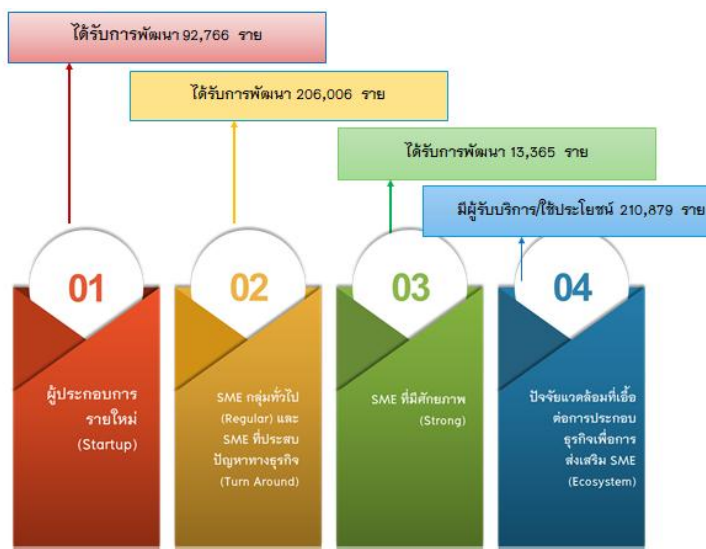 ได้รับการพัฒนา 92,766 ราย
ได้รับการพัฒนา 206,006 ราย
ได้รับการพัฒนา 13,365 ราย
มีผู้รับบริการ/ใช้ประโยชน์ 210,879 ราย
01
ผู้ประกอบการ
รายใหม่
(Startup)
02
SME กลุ่มทั่วไป
(Regular) และ
SME ที่ประสบ
ปัญหาทางธุรกิจ
(Turn Around)
03
SME ที่มีศักยภาพ
(Strong)
04
ปัจจัยแวดล้อมที่เอื้อ
ต่อการประกอบ
ธุรกิจเพื่อการ
ส่งเสริม SME
(Ecosystem)